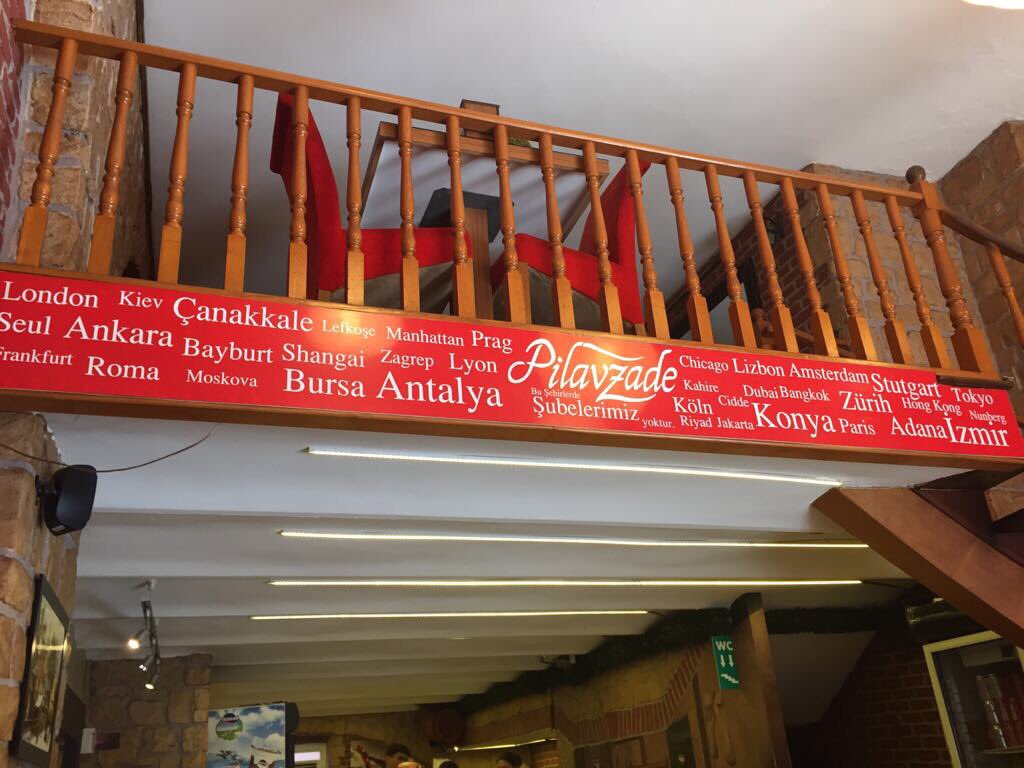 London Kiev Çanakkale Lefkoşe Manhattan Prag
Seul Ankara Bayburt Shangai Zagrep Lyon
Frankfurt Roma Moskova Bursa Antalya
Pilavzade
Bu Şehirlerde
Şubelerimiz yoktur.
Chicago Lizbon Amsterdam Stutgart Tokyo
Kahire Dubai Bangkok Zürih Hong Kong Nunberg
Köln Cidde Konya Paris Adana İzmir
Riyad Jakarta
WC